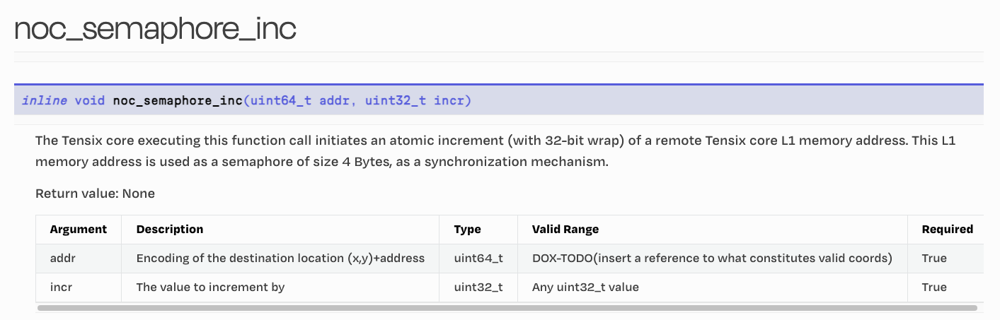 noc_semaphore_inc
inline void noc_semaphore_inc(uint64_t addr, uint32_t incr)
The Tensix core executing this function call initiates an atomic increment (with 32-bit wrap) of a remote Tensix core L1 memory address. This L1
memory address is used as a semaphore of size 4 Bytes, as a synchronization mechanism.
Return value: None
Argument Description Type Valid Range Required
addr Encoding of the destination location (x,y)+address uint64_t DOX-TODO(insert a reference to what constitutes valid coords) True
incr The value to increment by uint32_t Any uint32_t value True